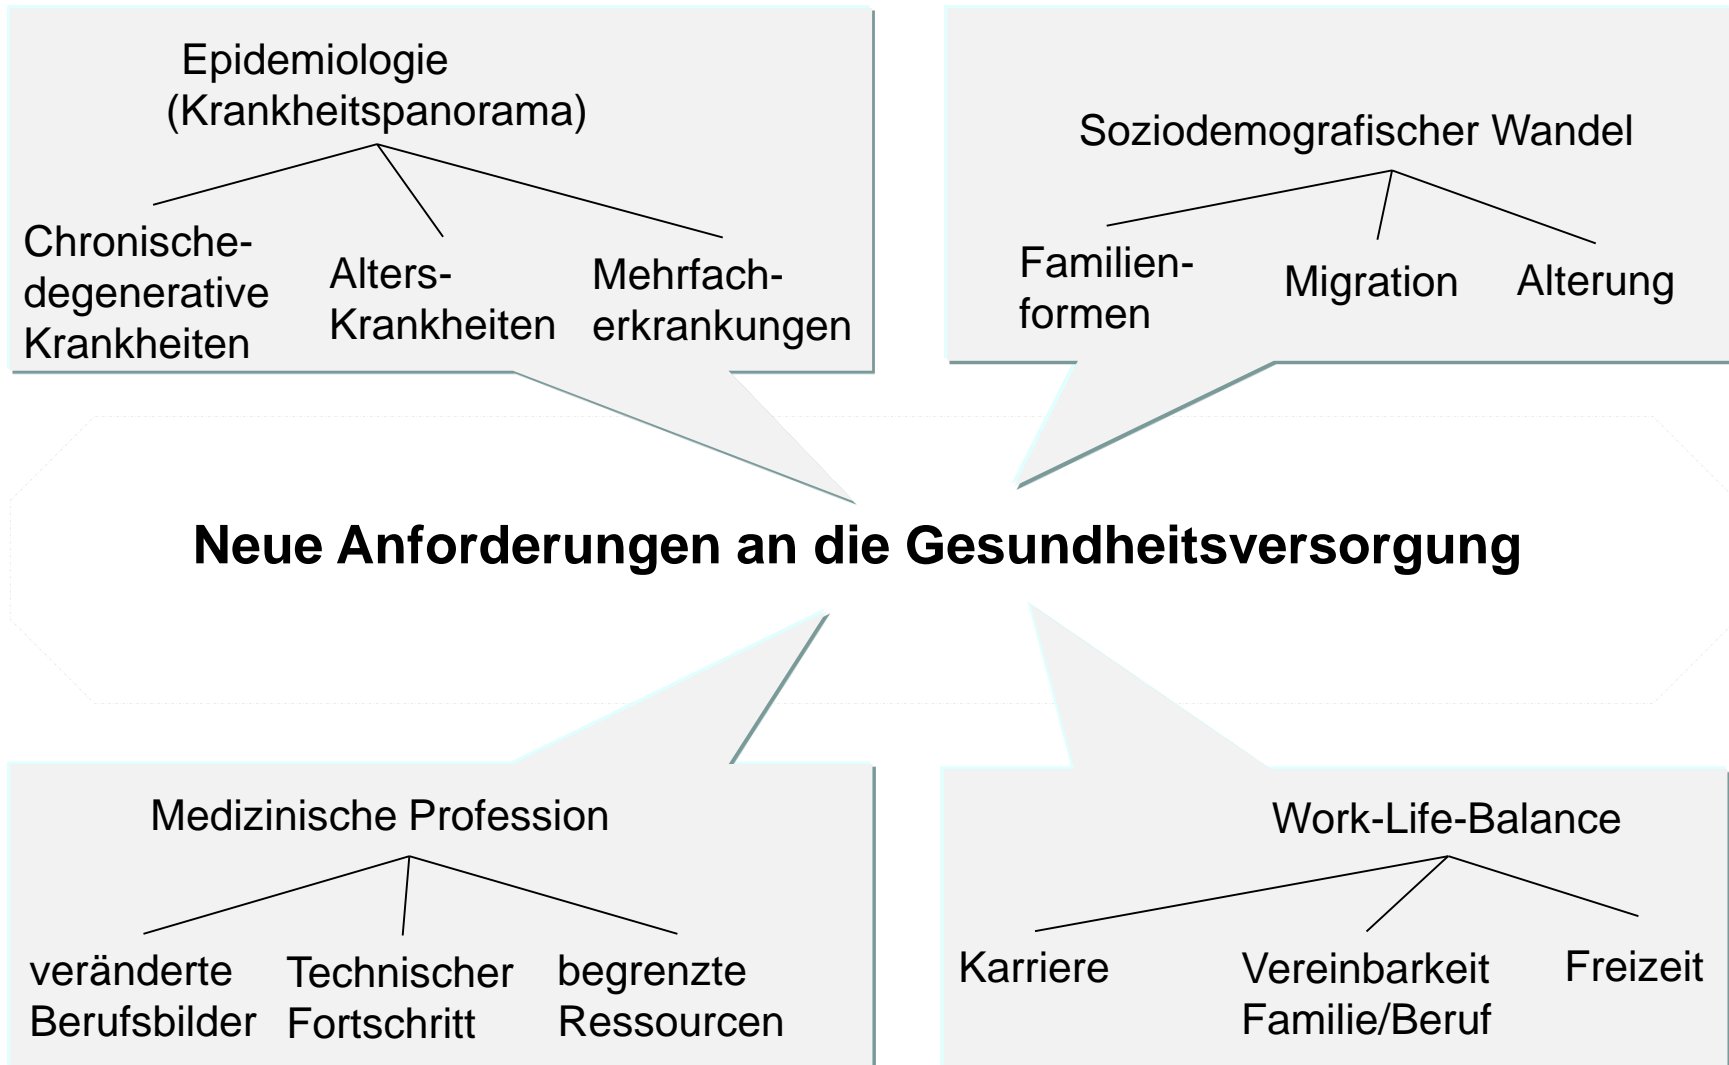 Epidemiologie
(Krankheitspanorama)
Chronische-
degenerative
Krankheiten
Alters-
Krankheiten
Mehrfach-
erkrankungen
Soziodemografischer Wandel
Familien-
formen
Migration
Alterung
Neue Anforderungen an die Gesundheitsversorgung
Medizinische Profession
veränderte
Berufsbilder
Technischer
Fortschritt
begrenzte
Ressourcen
Work-Life-Balance
Karriere
Vereinbarkeit
Familie/Beruf
Freizeit